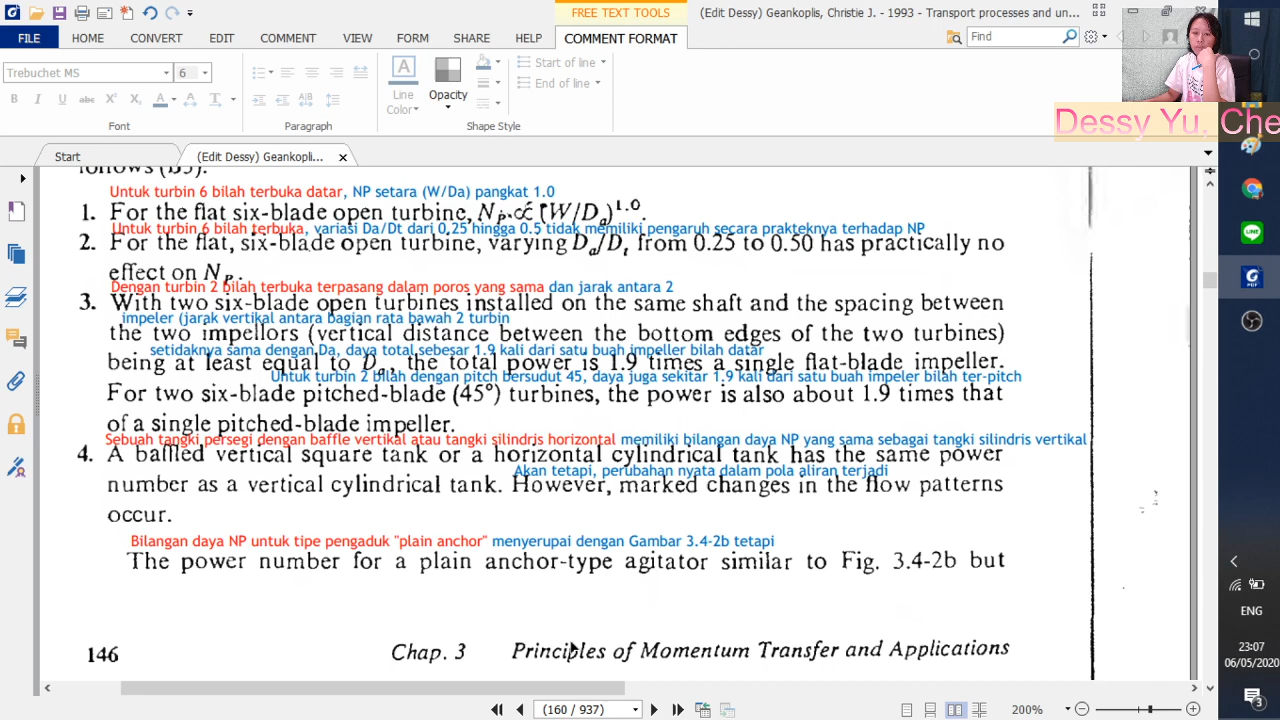 FREE TEXT TOOLS
(Edit Dessy) Geankoplis, Christie J. - 1993 - Transport processes and un...
FILE HOME CONVERT EDIT COMMENT VIEW FORM SHARE HELP COMMENT FORMAT Find
Trebuchet MS 6 Start of line
B I U abc X X A A T Line Color Opacity End of line
Font Paragraph Shape Style
Dessy Yu, Che
Start (Edit Dessy) Geankopli...
follows (B3).
Untuk turbin 6 bilah terbuka datar, NP setara (W/Da) pangkat 1.0
1. For the flat six-blade open turbine, N_P ∝ (W/D_a)^1.0.
Untuk turbin 6 bilah terbuka, variasi Da/Dt dari 0,25 hingga 0.5 tidak memiliki pengaruh secara prakteknya terhadap NP
2. For the flat, six-blade open turbine, varying D_a/D_t from 0.25 to 0.50 has practically no
effect on N_P.
Dengan turbin 6 bilah terbuka terpasang dalam poros yang sama dan jarak antara 2
3. With two six-blade open turbines installed on the same shaft and the spacing between
impeler (jarak vertikal antara bagian rata bawah 2 turbin
the two impellors (vertical distance between the bottom edges of the two turbines)
setidaknya sama dengan Da, daya total sebesar 1.9 kali dari satu buah impeller bilah datar
being at least equal to D_a, the total power is 1.9 times a single flat-blade impeller.
Untuk turbin 2 bilah dengan pitch bersudut 45, daya juga sekitar 1.9 kali dari satu buah impeler bilah ter-pitch
For two six-blade pitched-blade (45°) turbines, the power is also about 1.9 times that
of a single pitched-blade impeller.
Sebuah tangki persegi dengan baffle vertikal atau tangki silindris horizontal memiliki bilangan daya NP yang sama sebagai tangki silindris vertikal
4. A baffled vertical square tank or a horizontal cylindrical tank has the same power
Akan tetapi, perubahan nyata dalam pola aliran terjadi
number as a vertical cylindrical tank. However, marked changes in the flow patterns
occur.
Bilangan daya NP untuk tipe pengaduk "plain anchor" menyerupai dengan Gambar 3.4-2b tetapi
The power number for a plain anchor-type agitator similar to Fig. 3.4-2b but
146 Chap. 3 Principles of Momentum Transfer and Applications
ENG
23:07
06/05/2020
(160 / 937) 200% 3